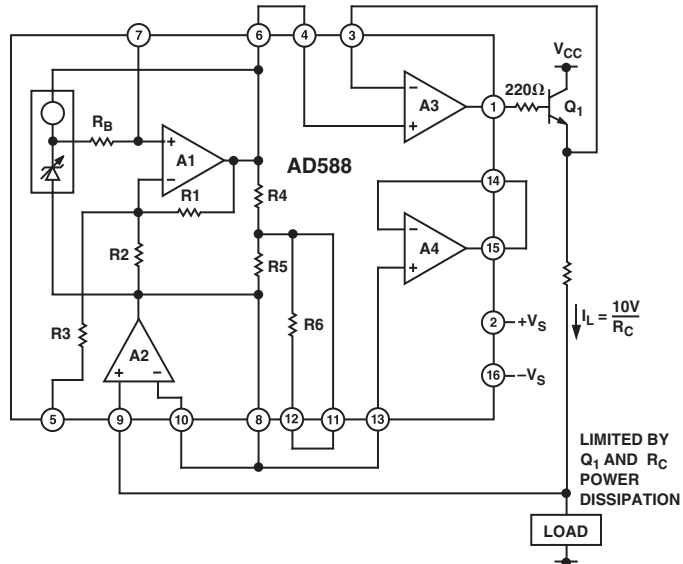 7
6
4
3
V_CC
R_B
A3
−
+
1
220Ω
Q₁
+
−
A1
AD588
14
R1
R4
−
+
A4
15
R2
R5
R3
R6
2
+V_S
I_L = 10V
R_C
A2
+
−
16
−V_S
5
9
10
8
12
11
13
LIMITED BY
Q₁ AND R_C
POWER
DISSIPATION
LOAD